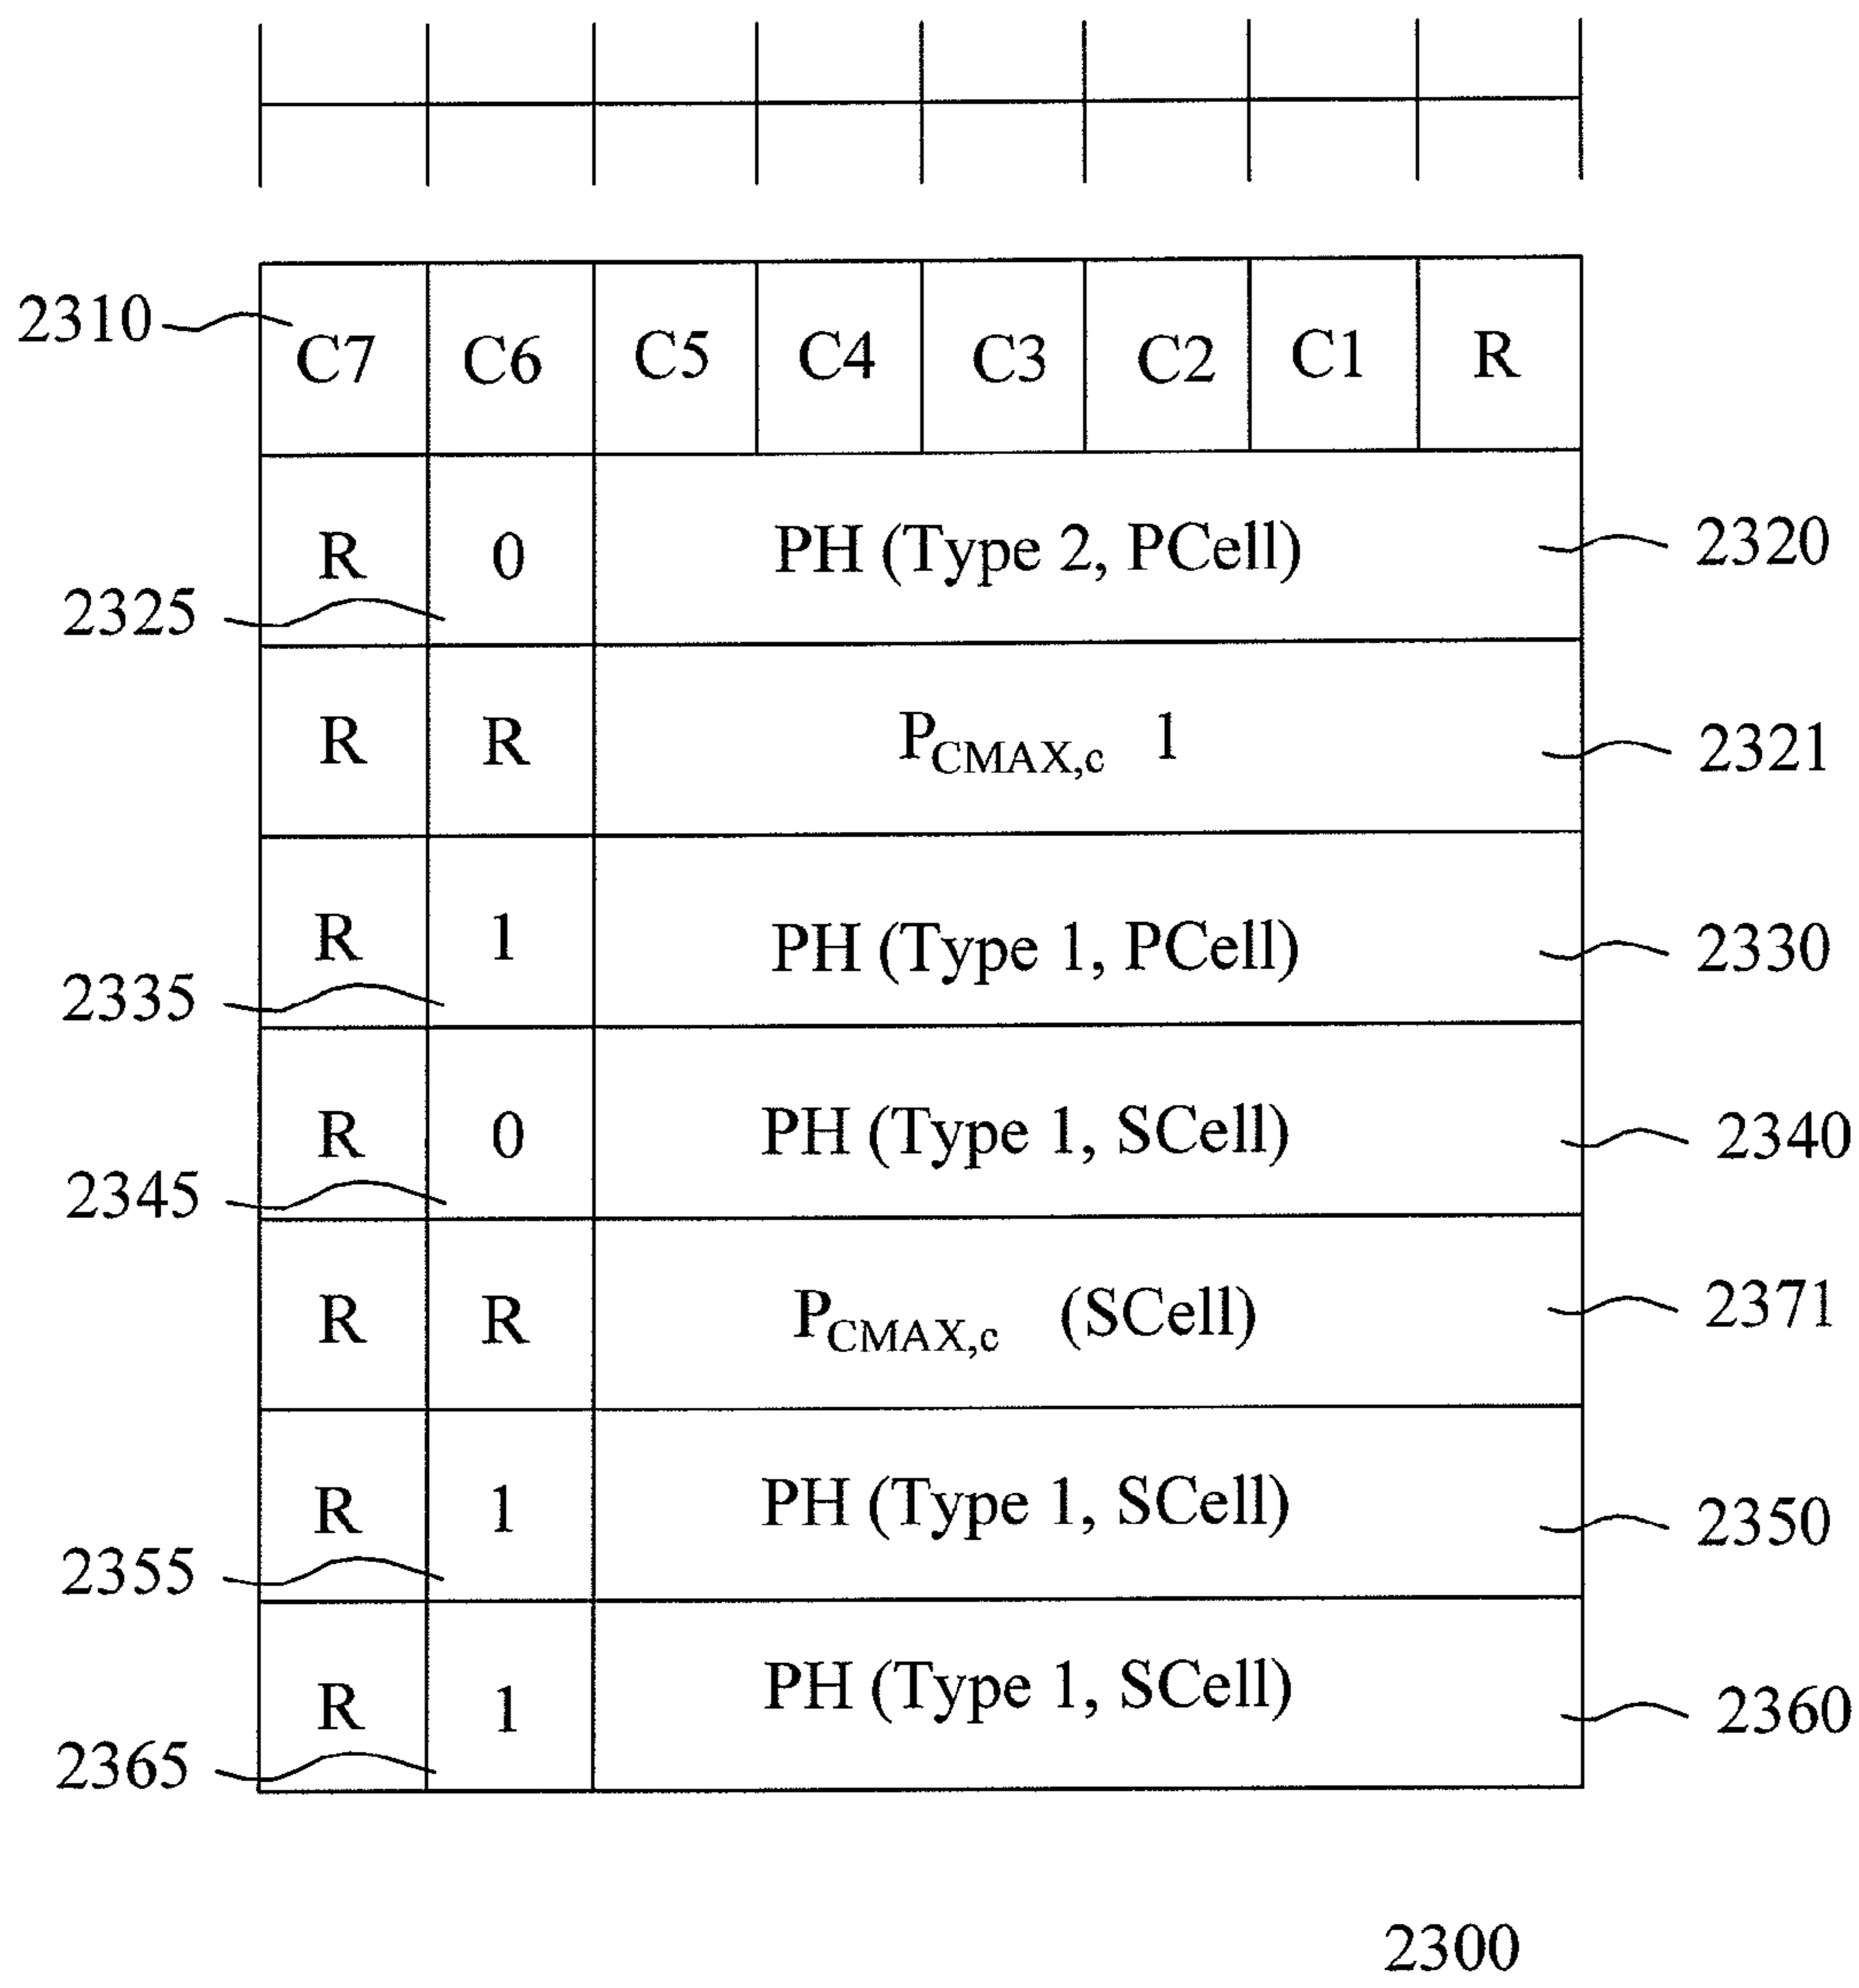 2310 C7 C6 C5 C4 C3 C2 C1 R
R 0 PH (Type 2, PCell) 2320
2325
R R P_CMAX,c 1 2321
R 1 PH (Type 1, PCell) 2330
2335
R 0 PH (Type 1, SCell) 2340
2345
R R P_CMAX,c (SCell) 2371
R 1 PH (Type 1, SCell) 2350
2355
R 1 PH (Type 1, SCell) 2360
2365
2300